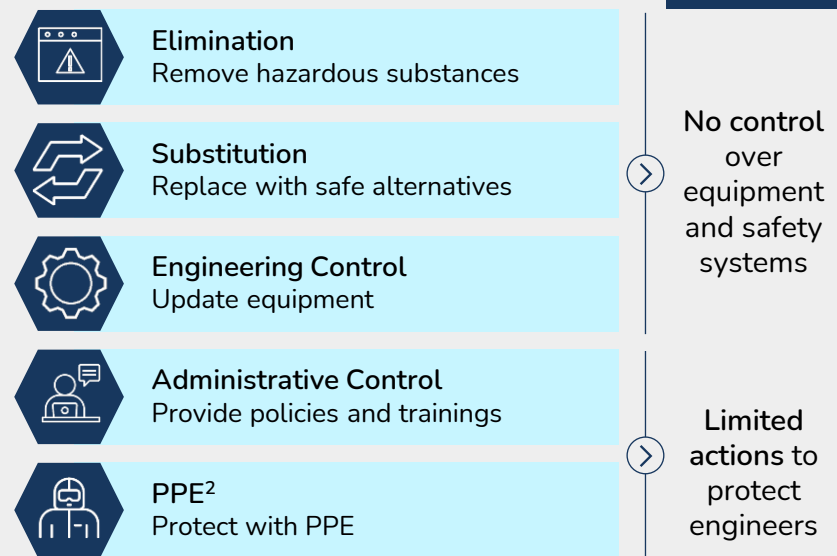 Elimination
Remove hazardous substances
Substitution
Replace with safe alternatives
Engineering Control
Update equipment
No control
over
equipment
and safety
systems
Administrative Control
Provide policies and trainings
PPE²
Protect with PPE
Limited
actions to
protect
engineers